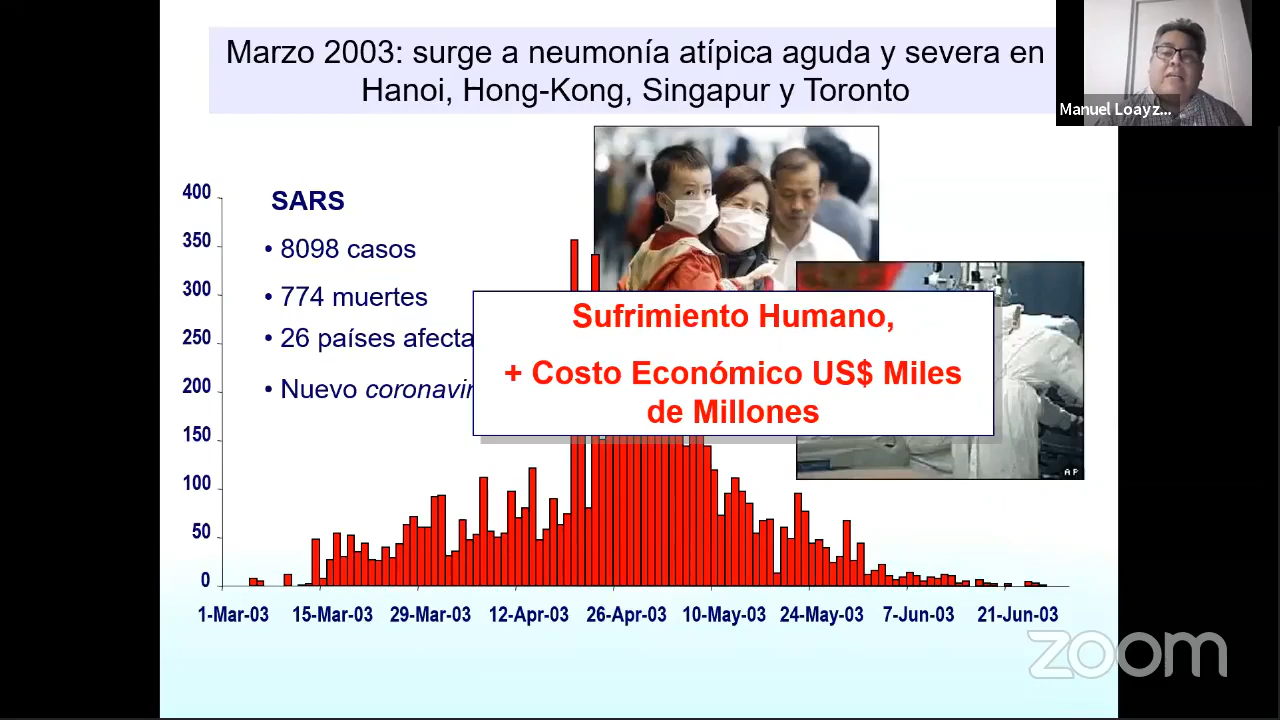 Marzo 2003: surge a neumonía atípica aguda y severa en
Hanoi, Hong-Kong, Singapur y Toronto
Manuel Loayz...
SARS
• 8098 casos
• 774 muertes
• 26 países afecta
• Nuevo coronavir
Sufrimiento Humano,
+ Costo Económico US$ Miles
de Millones
AP
400
350
300
250
200
150
100
50
0
1-Mar-03 15-Mar-03 29-Mar-03 12-Apr-03 26-Apr-03 10-May-03 24-May-03 7-Jun-03 21-Jun-03
zoom